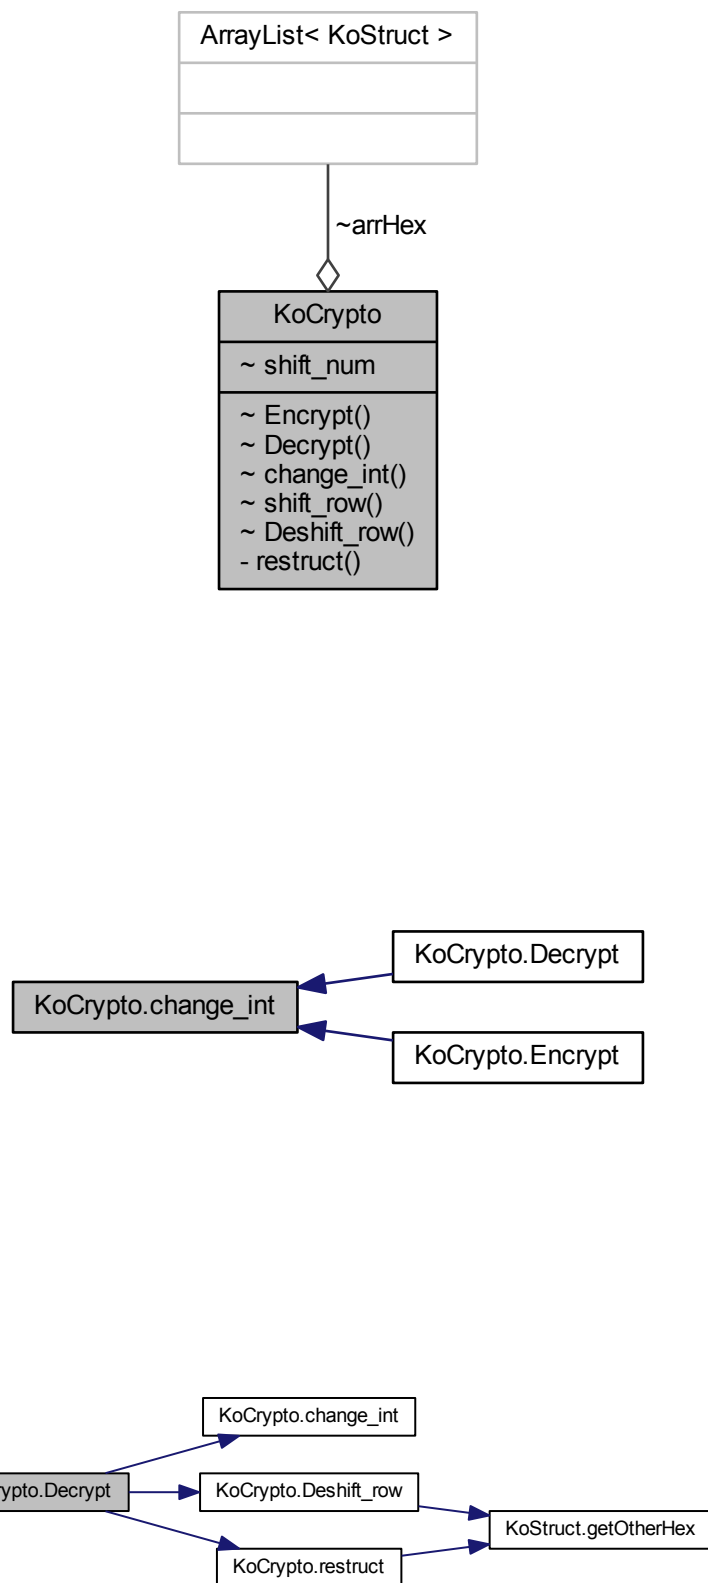 ArrayList< KoStruct >
~arrHex
KoCrypto
~ shift_num
~ Encrypt()
~ Decrypt()
~ change_int()
~ shift_row()
~ Deshift_row()
- restruct()
KoCrypto.Decrypt
KoCrypto.change_int
KoCrypto.Encrypt
KoCrypto.change_int
rypto.Decrypt
KoCrypto.Deshift_row
KoStruct.getOtherHex
KoCrypto.restruct